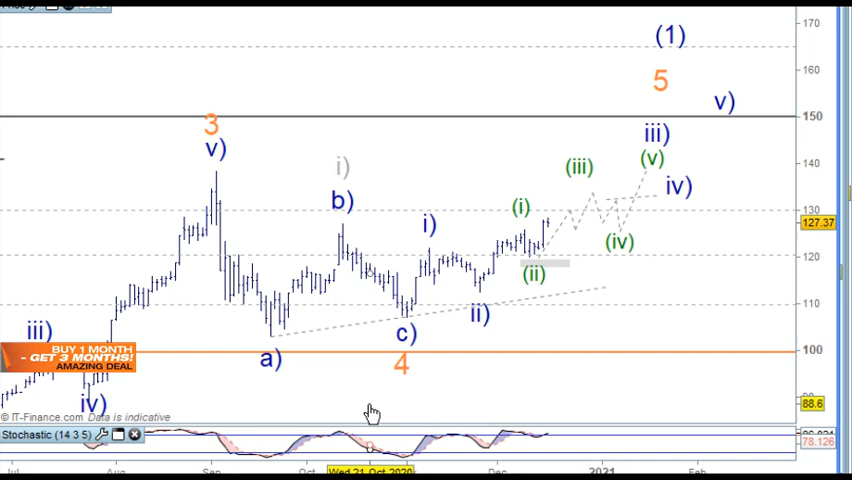 170
(1)
160
5
v)
150
3
iii)
v)
(v)
i)
(iii)
140
iv)
b)
(i)
130
i)
127.37
(iv)
120
(ii)
ii)
110
iii)
c)
a)
BUY 1 MONTH
- GET 3 MONTHS!
AMAZING DEAL
100
4
iv)
88.6
© IT-Finance.com Data is indicative
Stochastic (14 3 5)
78.126
Jul Aug Sep Oct Wed 21 Oct 2020 Dec 2021 Feb